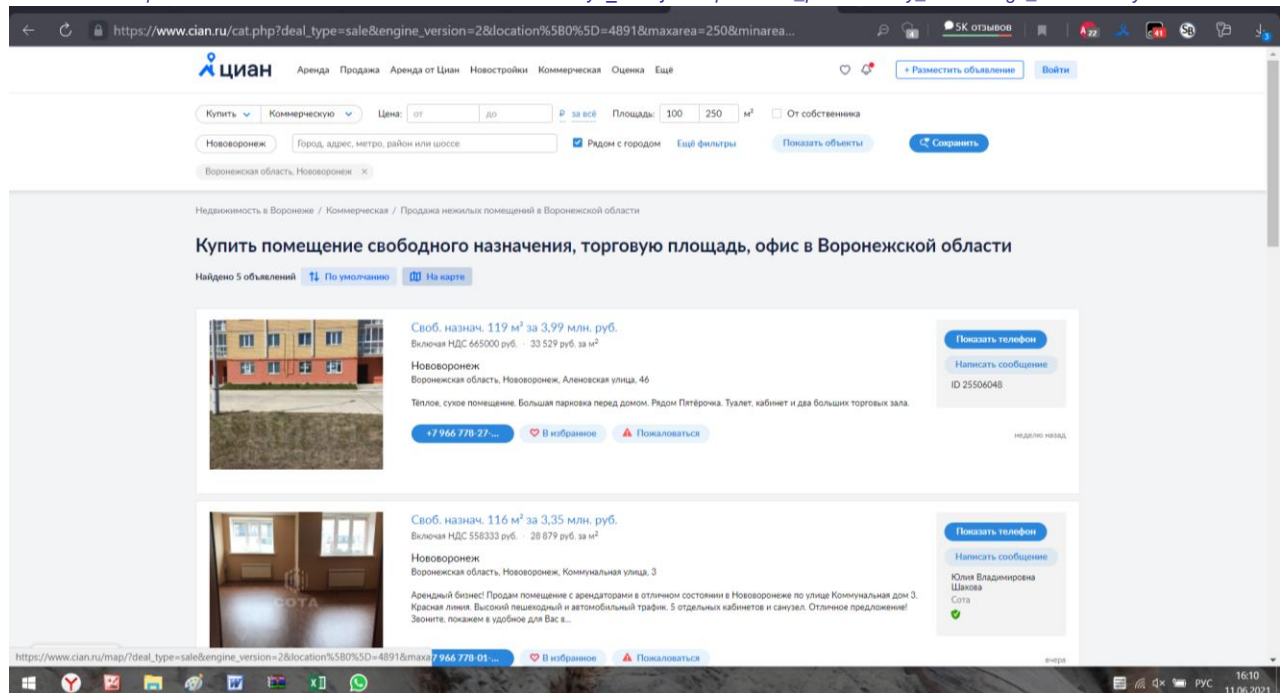 https://www.cian.ru/cat.php?deal_type=sale&engine_version=2&location%5B0%5D=4891&maxarea=250&minarea...
5К отзывов
22
41
циан
Аренда Продажа Аренда от Циан Новостройки Коммерческая Оценка Ещё
+ Разместить объявление Войти
Купить Коммерческую Цена: от до ₽ за всё Площадь: 100 250 м² От собственника
Нововоронеж Город, адрес, метро, район или шоссе Рядом с городом Ещё фильтры Показать объекты Сохранить
Воронежская область, Нововоронеж ×
Недвижимость в Воронеже / Коммерческая / Продажа нежилых помещений в Воронежской области
Купить помещение свободного назначения, торговую площадь, офис в Воронежской области
Найдено 5 объявлений По умолчанию На карте
Своб. назнач. 119 м² за 3,99 млн. руб.
Включая НДС 665000 руб. · 33 529 руб. за м²
Нововоронеж
Воронежская область, Нововоронеж, Аленовская улица, 46
Тёплое, сухое помещение. Большая парковка перед домом. Рядом Пятёрочка. Туалет, кабинет и два больших торговых зала.
+7 966 778-27-... В избранное Пожаловаться
Показать телефон
Написать сообщение
ID 25506048
неделю назад
Своб. назнач. 116 м² за 3,35 млн. руб.
Включая НДС 558333 руб. · 28 879 руб. за м²
Нововоронеж
Воронежская область, Нововоронеж, Коммунальная улица, 3
Арендный бизнес! Продам помещение с арендаторами в отличном состоянии в Нововоронеже по улице Коммунальная дом 3.
Красная линия. Высокий пешеходный и автомобильный трафик. 5 отдельных кабинетов и санузел. Отличное предложение!
Звоните, покажем в удобное для Вас в...
7 966 778-01-... В избранное Пожаловаться
Показать телефон
Написать сообщение
Юлия Владимировна
Шахова
Сота
вчера
СОТА
https://www.cian.ru/map/?deal_type=sale&engine_version=2&location%5B0%5D=4891&maxa
РУС 16:10
11.06.2021